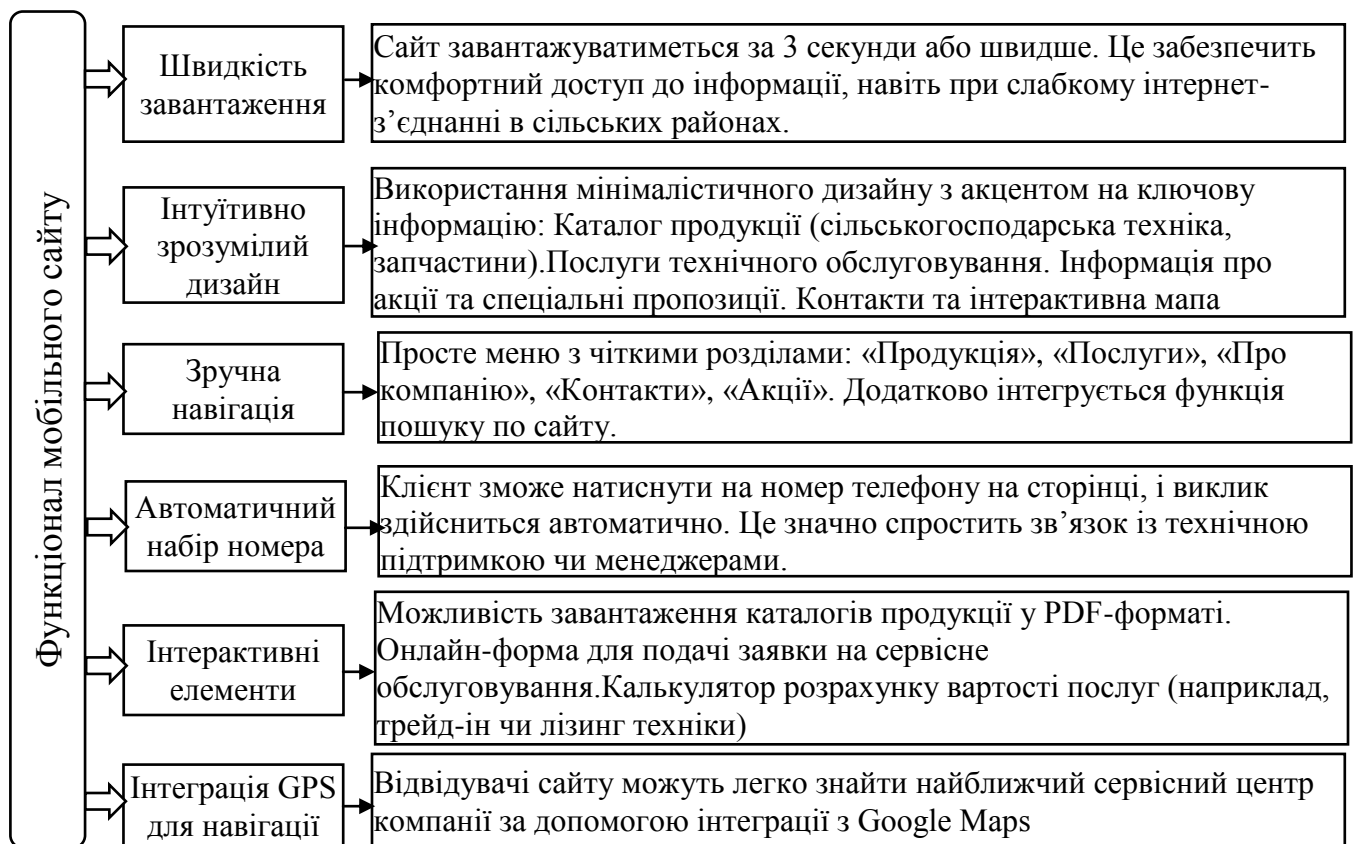 Функціонал мобільного сайту
Швидкість
завантаження
Сайт завантажуватиметься за 3 секунди або швидше. Це забезпечить
комфортний доступ до інформації, навіть при слабкому інтернет-
з’єднанні в сільських районах.
Інтуїтивно
зрозумілий
дизайн
Використання мінімалістичного дизайну з акцентом на ключову
інформацію: Каталог продукції (сільськогосподарська техніка,
запчастини).Послуги технічного обслуговування. Інформація про
акції та спеціальні пропозиції. Контакти та інтерактивна мапа
Зручна
навігація
Просте меню з чіткими розділами: «Продукція», «Послуги», «Про
компанію», «Контакти», «Акції». Додатково інтегрується функція
пошуку по сайту.
Автоматичний
набір номера
Клієнт зможе натиснути на номер телефону на сторінці, і виклик
здійсниться автоматично. Це значно спростить зв’язок із технічною
підтримкою чи менеджерами.
Інтерактивні
елементи
Можливість завантаження каталогів продукції у PDF-форматі.
Онлайн-форма для подачі заявки на сервісне
обслуговування.Калькулятор розрахунку вартості послуг (наприклад,
трейд-ін чи лізинг техніки)
Інтеграція GPS
для навігації
Відвідувачі сайту можуть легко знайти найближчий сервісний центр
компанії за допомогою інтеграції з Google Maps